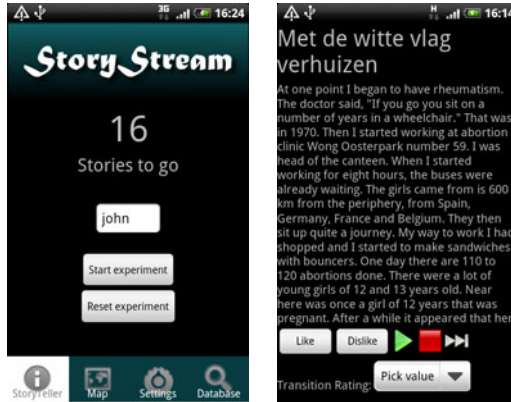 3G 16:24
StoryStream
16
Stories to go
john
Start experiment
Reset experiment
StoryTeller Map Settings Database
H 16:14
Met de witte vlag
verhuizen
At one point I began to have rheumatism.
The doctor said, "If you go you sit on a
number of years in a wheelchair." That was
in 1970. Then I started working at abortion
clinic Wong Oosterpark number 59. I was
head of the canteen. When I started
working for eight hours, the buses were
already waiting. The girls came from is 600
km from the periphery, from Spain,
Germany, France and Belgium. They then
sit up quite a journey. My way to work I had
shopped and I started to make sandwiches
with bouncers. One day there are 110 to
120 abortions done. There were a lot of
young girls of 12 and 13 years old. Near
here was once a girl of 12 years that was
pregnant. After a while it appeared that her
Like Dislike
Transition Rating: Pick value